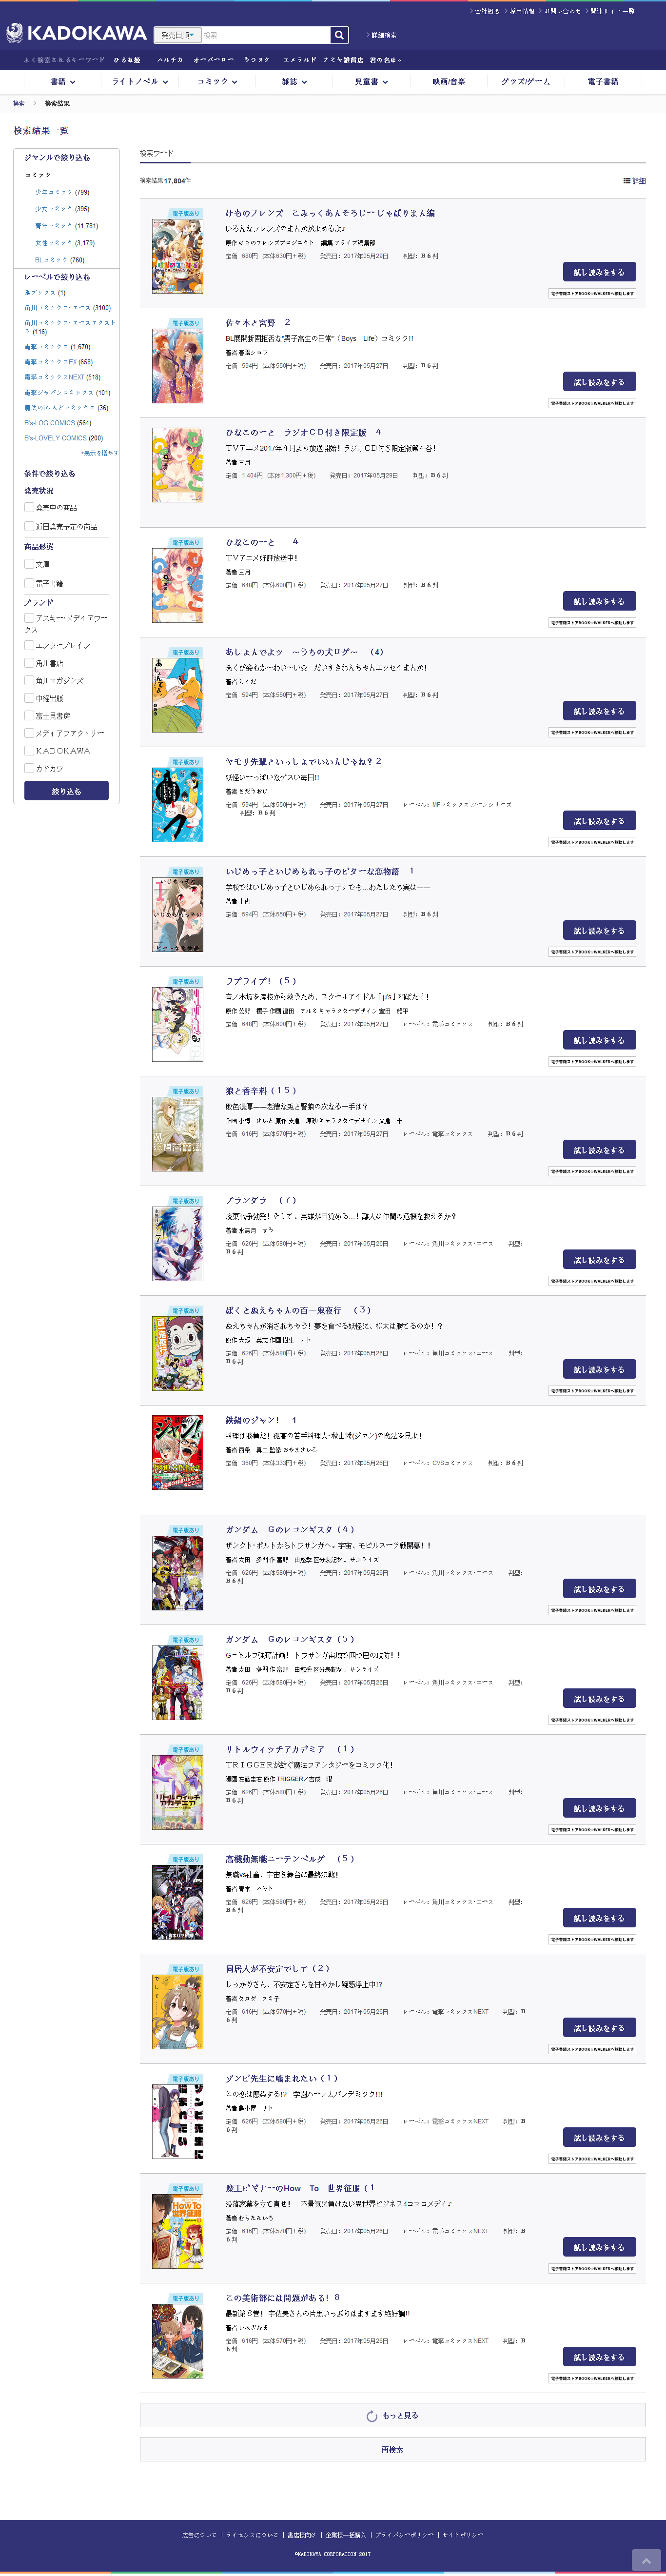 会社概要
採用情報
お問い合わせ
関連サイト一覧
KADOKAWA
発売日順
検索
詳細検索
よく検索されるキーワード
ひるね姫
ハルチカ
オーバーロード
エメラルド
君の名は。
書籍
ライトノベル
コミック
雑誌
児童書
映画/音楽
グッズ/ゲーム
電子書籍
検索
検索結果
検索結果一覧
ジャンルで絞り込む
コミック
少年コミック (799)
少女コミック (395)
青年コミック (11,781)
女性コミック (3,179)
BLコミック (760)
レーベルで絞り込む
角川コミックス・エース (3100)
角川コミックス・エースエクストラ (116)
電撃コミックス (1,670)
電撃コミックスEX (658)
電撃コミックスNEXT (518)
電撃ジャパンコミックス (101)
魔法のiらんどコミックス (36)
B's-LOG COMICS (564)
B's-LOVELY COMICS (200)
+表示を増やす
条件で絞り込む
発売状況
発売中の商品
近日発売予定の商品
商品形態
文庫
電子書籍
ブランド
アスキー・メディアワークス
エンターブレイン
角川書店
角川マガジンズ
中経出版
富士見書房
メディアファクトリー
ＫＡＤＯＫＡＷＡ
カドカワ
絞り込む
検索ワード
検索結果 17,804件
詳細
電子版あり
けものフレンズ　こみっくあんそろじー じゃぱりまん編
いろんなフレンズのまんががよめるよ♪
原作 けものフレンズプロジェクト　編集 アライブ編集部
定価　680円（本体630円＋税）　発売日：2017年05月29日　判型：Ｂ６判
試し読みをする
電子書籍ストアBOOK☆WALKERへ移動します
電子版あり
佐々木と宮野　２
BL展開断固拒否な“男子高生の日常”（Boys　Life）コミック!!
著者 春園ショウ
定価　594円（本体550円＋税）　発売日：2017年05月27日　判型：Ｂ６判
試し読みをする
電子書籍ストアBOOK☆WALKERへ移動します
ひなこのーと　ラジオＣＤ付き限定版　４
ＴＶアニメ2017年４月より放送開始！ラジオＣＤ付き限定版第４巻！
著者 三月
定価　1,404円（本体1,300円＋税）　発売日：2017年05月29日　判型：Ｂ６判
電子版あり
ひなこのーと　　４
ＴＶアニメ好評放送中！
著者 三月
定価　648円（本体600円＋税）　発売日：2017年05月27日　判型：Ｂ６判
試し読みをする
電子書籍ストアBOOK☆WALKERへ移動します
電子版あり
あしょんでよッ　～うちの犬ログ～　（4）
あくび姿もか～わい～い☆　だいすきわんちゃんエッセイまんが！
著者 らくだ
定価　594円（本体550円＋税）　発売日：2017年05月27日　判型：Ｂ６判
試し読みをする
電子書籍ストアBOOK☆WALKERへ移動します
電子版あり
ヤモリ先輩といっしょでいいんじゃね？２
妖怪い～っぱいなゲスい毎日!!
著者 きだちおじ
定価　594円（本体550円＋税）　発売日：2017年05月27日　レーベル：MFコミックス ジーンシリーズ
判型：Ｂ６判
試し読みをする
電子書籍ストアBOOK☆WALKERへ移動します
電子版あり
いじめっ子といじめられっ子のビターな恋物語　１
学校ではいじめっ子といじめられっ子。でも…わたしたち実は――
著者 十虎
定価　594円（本体550円＋税）　発売日：2017年05月27日　判型：Ｂ６判
試し読みをする
電子書籍ストアBOOK☆WALKERへ移動します
電子版あり
ラブライブ！（５）
音ノ木坂を廃校から救うため、スクールアイドル「μ's」羽ばたく！
原作 公野　櫻子 作画 鴇田　アルミ キャラクターデザイン 室田　雄平
定価　648円（本体600円＋税）　発売日：2017年05月27日　レーベル：電撃コミックス　判型：Ｂ６判
試し読みをする
電子書籍ストアBOOK☆WALKERへ移動します
電子版あり
狼と香辛料（１５）
敗色濃厚――老獪な兎と賢狼の次なる一手は？
作画 小梅　けいと 原作 支倉　凍砂 キャラクターデザイン 文倉　十
定価　616円（本体570円＋税）　発売日：2017年05月27日　レーベル：電撃コミックス　判型：Ｂ６判
試し読みをする
電子書籍ストアBOOK☆WALKERへ移動します
電子版あり
プランダラ　（７）
廃棄戦争勃発！そして、英雄が目覚める…！離人は仲間の危機を救えるか？
著者 水無月　すう
定価　626円（本体580円＋税）　発売日：2017年05月26日　レーベル：角川コミックス・エース　判型：
Ｂ６判
試し読みをする
電子書籍ストアBOOK☆WALKERへ移動します
電子版あり
ぼくとぬえちゃんの百一鬼夜行　（３）
ぬえちゃんが消されちゃう！夢を食べる妖怪に、樺太は勝てるのか！？
原作 大塚　英志 作画 樹生　ナト
定価　626円（本体580円＋税）　発売日：2017年05月26日　レーベル：角川コミックス・エース　判型：
Ｂ６判
試し読みをする
電子書籍ストアBOOK☆WALKERへ移動します
鉄鍋のジャン！　１
料理は勝負だ！孤高の若手料理人・秋山醤(ジャン)の魔法を見よ！
著者 西条　真二 監修 おやまけいこ
定価　360円（本体333円＋税）　発売日：2017年05月26日　レーベル：CVSコミックス　判型：Ｂ６判
電子版あり
ガンダム　Ｇのレコンギスタ（４）
ザンクト・ポルトからトワサンガへ。宇宙、モビルスーツ戦開幕！！
著者 太田　多門 作 富野　由悠季 区分表記なし サンライズ
定価　626円（本体580円＋税）　発売日：2017年05月26日　レーベル：角川コミックス・エース　判型：
Ｂ６判
試し読みをする
電子書籍ストアBOOK☆WALKERへ移動します
電子版あり
ガンダム　Ｇのレコンギスタ（５）
Ｇ－セルフ強奪計画！ トワサンガ宙域で四つ巴の攻防！！
著者 太田　多門 作 富野　由悠季 区分表記なし サンライズ
定価　626円（本体580円＋税）　発売日：2017年05月26日　レーベル：角川コミックス・エース　判型：
Ｂ６判
試し読みをする
電子書籍ストアBOOK☆WALKERへ移動します
電子版あり
リトルウィッチアカデミア　（１）
ＴＲＩＧＧＥＲが紡ぐ魔法ファンタジーをコミック化！
漫画 左藤圭右 原作 TRIGGER／吉成　曜
定価　626円（本体580円＋税）　発売日：2017年05月26日　レーベル：角川コミックス・エース　判型：
Ｂ６判
試し読みをする
電子書籍ストアBOOK☆WALKERへ移動します
電子版あり
高機動無職ニーテンベルグ　（５）
無職vs社畜、宇宙を舞台に最終決戦！
著者 青木　ハヤト
定価　626円（本体580円＋税）　発売日：2017年05月26日　レーベル：角川コミックス・エース　判型：
Ｂ６判
試し読みをする
電子書籍ストアBOOK☆WALKERへ移動します
電子版あり
同居人が不安定でして（２）
しっかりさん、不安定さんを甘やかし疑惑浮上中!?
著者 タカダ　フミ子
定価　616円（本体570円＋税）　発売日：2017年05月26日　レーベル：電撃コミックスNEXT　判型：Ｂ
６判
試し読みをする
電子書籍ストアBOOK☆WALKERへ移動します
電子版あり
ゾンビ先生に噛まれたい（１）
この恋は感染する!?　学園ハーレムパンデミック!!!
著者 亀小屋　サト
定価　626円（本体580円＋税）　発売日：2017年05月26日　レーベル：電撃コミックスNEXT　判型：Ｂ
６判
試し読みをする
電子書籍ストアBOOK☆WALKERへ移動します
電子版あり
魔王ビギナーのHow　To　世界征服（１
没落家業を立て直せ！　不景気に負けない異世界ビジネス4コマコメディ♪
著者 むらたたいち
定価　616円（本体570円＋税）　発売日：2017年05月26日　レーベル：電撃コミックスNEXT　判型：Ｂ
６判
試し読みをする
電子書籍ストアBOOK☆WALKERへ移動します
電子版あり
この美術部には問題がある！８
最新第８巻！ 宇佐美さんの片思いっぷりはますます絶好調!!
著者 いみぎむる
定価　616円（本体570円＋税）　発売日：2017年05月26日　レーベル：電撃コミックスNEXT　判型：Ｂ
６判
試し読みをする
電子書籍ストアBOOK☆WALKERへ移動します
もっと見る
再検索
広告について
ライセンスについて
書店様向け
企業様一括購入
プライバシーポリシー
サイトポリシー
©KADOKAWA CORPORATION 2017